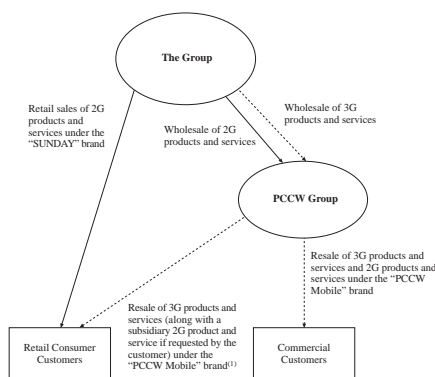 The Group
Retail sales of 2G
products and
services under the
“SUNDAY” brand
Wholesale of 2G
products and services
Wholesale of 3G
products and services
PCCW Group
Resale of 3G products and
services and 2G products and
services under the “PCCW
Mobile” brand
Resale of 3G products and
services (along with a
subsidiary 2G product and
service if requested by the
customer) under the
“PCCW Mobile” brand(1)
Retail Consumer
Customers
Commercial
Customers